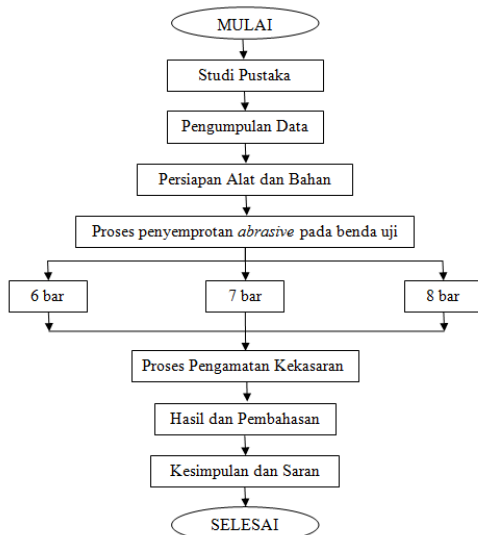 MULAI
Studi Pustaka
Pengumpulan Data
Persiapan Alat dan Bahan
Proses penyemprotan abrasive pada benda uji
6 bar
7 bar
8 bar
Proses Pengamatan Kekasaran
Hasil dan Pembahasan
Kesimpulan dan Saran
SELESAI